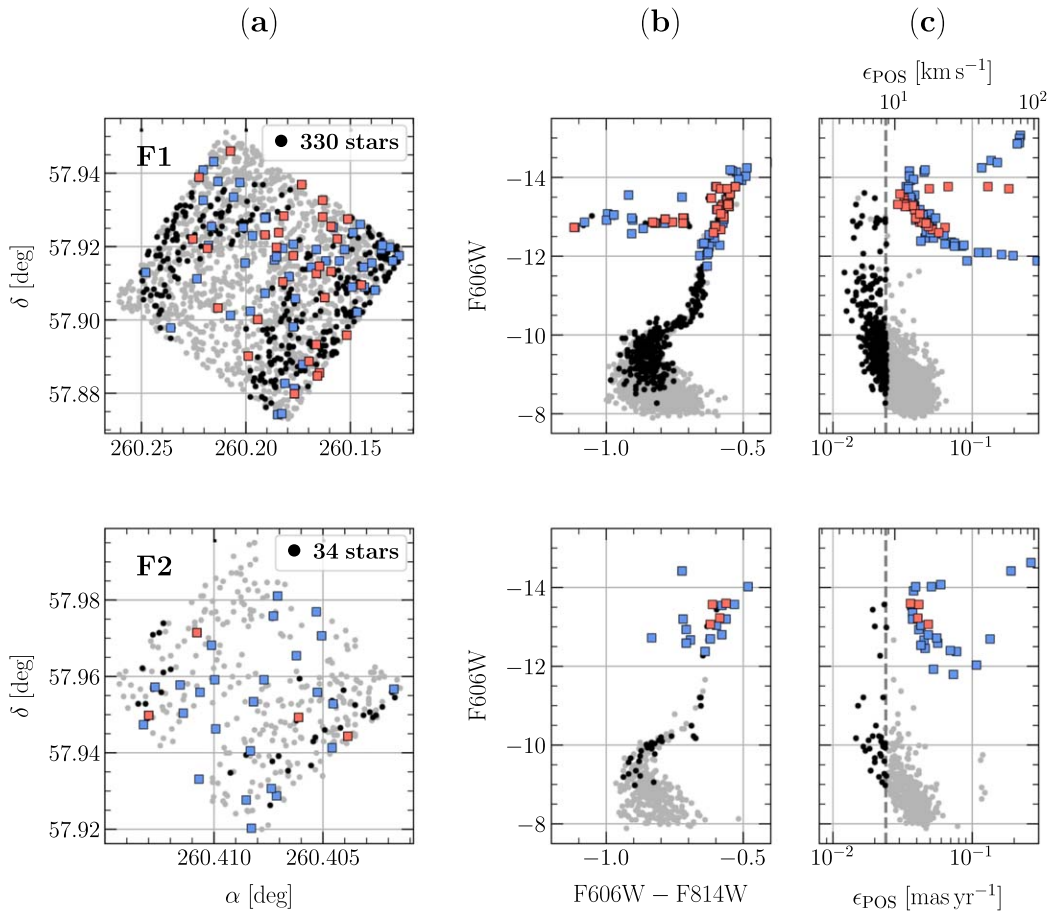 (a) (b) (c)
ϵPOS [km s⁻¹]
10¹ 10²
F1
330 stars
57.94
57.92
57.90
57.88
δ [deg]
260.25 260.20 260.15
−14
−12
−10
−8
F606W
−1.0 −0.5
10⁻² 10⁻¹
F2
34 stars
57.98
57.96
57.94
57.92
δ [deg]
260.410 260.405
α [deg]
−14
−12
−10
−8
F606W
−1.0 −0.5
F606W − F814W
10⁻² 10⁻¹
ϵPOS [mas yr⁻¹]